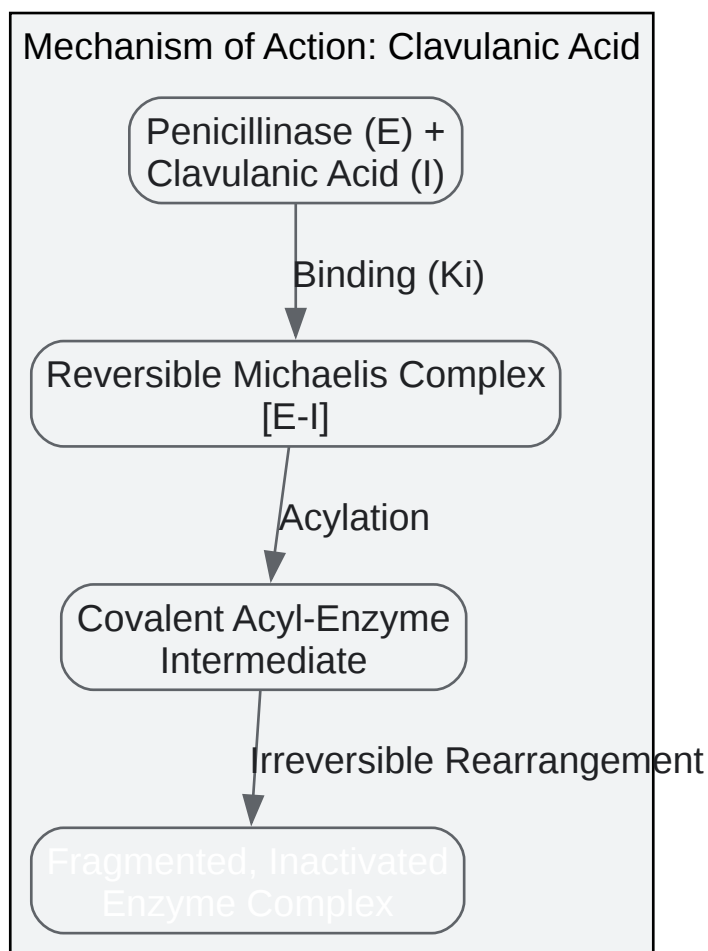 Mechanism of Action: Clavulanic Acid
Penicillinase (E) +
Clavulanic Acid (I)
Binding (Ki)
Reversible Michaelis Complex
[E-I]
Acylation
Covalent Acyl-Enzyme
Intermediate
Irreversible Rearrangement
Fragmented, Inactivated
Enzyme Complex